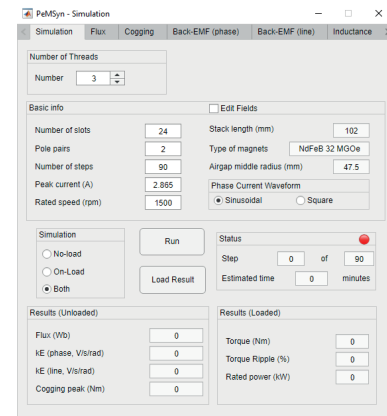 PeMSyn - Simulation
Simulation Flux Cogging Back-EMF (phase) Back-EMF (line) Inductance
Number of Threads
Number 3
Basic info
Edit Fields
Number of slots 24
Stack length (mm) 102
Pole pairs 2
Type of magnets NdFeB 32 MGOe
Number of steps 90
Airgap middle radius (mm) 47.5
Peak current (A) 2.865
Phase Current Waveform
Rated speed (rpm) 1500
Sinusoidal Square
Simulation
No-load
On-Load
Both
Run
Load Result
Status
Step 0 of 90
Estimated time 0 minutes
Results (Unloaded)
Flux (Wb) 0
kE (phase, V/s/rad) 0
kE (line, V/s/rad) 0
Cogging peak (Nm) 0
Results (Loaded)
Torque (Nm) 0
Torque Ripple (%) 0
Rated power (kW) 0